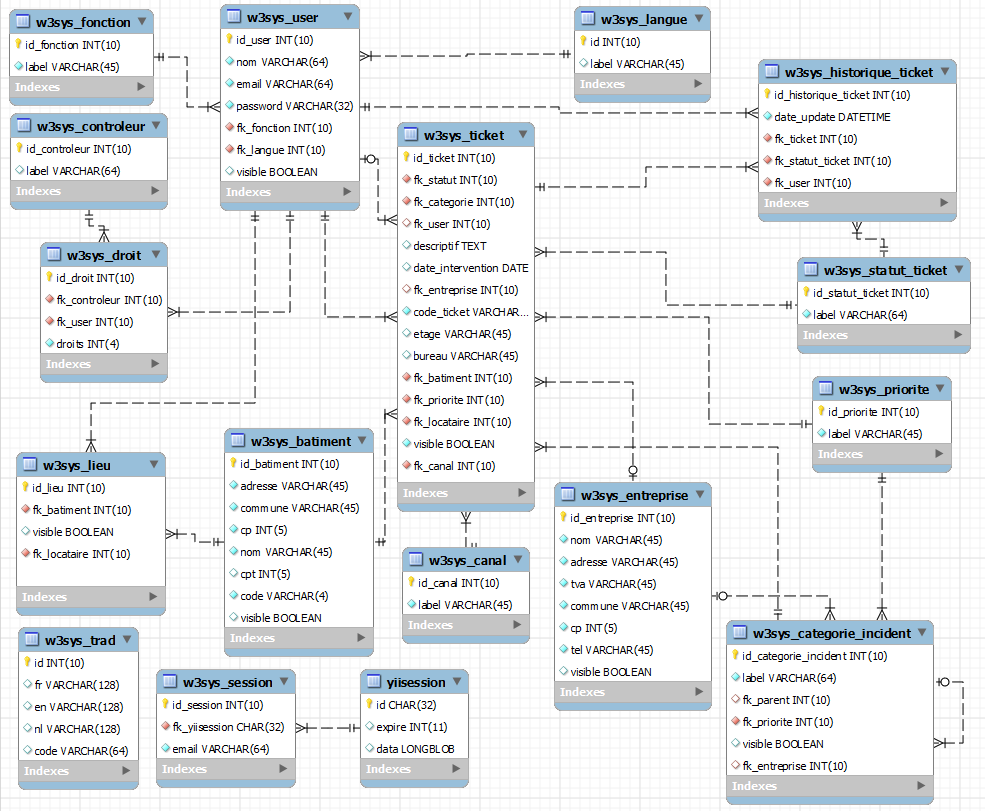 w3sys_fonction
id_fonction INT(10)
label VARCHAR(45)
Indexes
w3sys_user
id_user INT(10)
nom VARCHAR(64)
email VARCHAR(64)
password VARCHAR(32)
fk_fonction INT(10)
fk_langue INT(10)
visible BOOLEAN
Indexes
w3sys_langue
id INT(10)
label VARCHAR(45)
Indexes
w3sys_historique_ticket
id_historique_ticket INT(10)
date_update DATETIME
fk_ticket INT(10)
fk_statut_ticket INT(10)
fk_user INT(10)
Indexes
w3sys_controleur
id_controleur INT(10)
label VARCHAR(64)
Indexes
w3sys_ticket
id_ticket INT(10)
fk_statut INT(10)
fk_categorie INT(10)
fk_user INT(10)
descriptif TEXT
date_intervention DATE
fk_entreprise INT(10)
code_ticket VARCHAR...
etage VARCHAR(45)
bureau VARCHAR(45)
fk_batiment INT(10)
fk_priorite INT(10)
fk_locataire INT(10)
visible BOOLEAN
fk_canal INT(10)
Indexes
w3sys_droit
id_droit INT(10)
fk_controleur INT(10)
fk_user INT(10)
droits INT(4)
Indexes
w3sys_statut_ticket
id_statut_ticket INT(10)
label VARCHAR(64)
Indexes
w3sys_priorite
id_priorite INT(10)
label VARCHAR(45)
Indexes
w3sys_lieu
id_lieu INT(10)
fk_batiment INT(10)
visible BOOLEAN
fk_locataire INT(10)
Indexes
w3sys_batiment
id_batiment INT(10)
adresse VARCHAR(45)
commune VARCHAR(45)
cp INT(5)
nom VARCHAR(45)
cpt INT(5)
code VARCHAR(4)
visible BOOLEAN
Indexes
w3sys_canal
id_canal INT(10)
label VARCHAR(45)
Indexes
w3sys_entreprise
id_entreprise INT(10)
nom VARCHAR(45)
adresse VARCHAR(45)
tva VARCHAR(45)
commune VARCHAR(45)
cp INT(5)
tel VARCHAR(45)
visible BOOLEAN
Indexes
w3sys_categorie_incident
id_categorie_incident INT(10)
label VARCHAR(64)
fk_parent INT(10)
fk_priorite INT(10)
visible BOOLEAN
fk_entreprise INT(10)
Indexes
w3sys_trad
id INT(10)
fr VARCHAR(128)
en VARCHAR(128)
nl VARCHAR(128)
code VARCHAR(64)
Indexes
w3sys_session
id_session INT(10)
fk_yiisession CHAR(32)
email VARCHAR(64)
Indexes
yiisession
id CHAR(32)
expire INT(11)
data LONGBLOB
Indexes